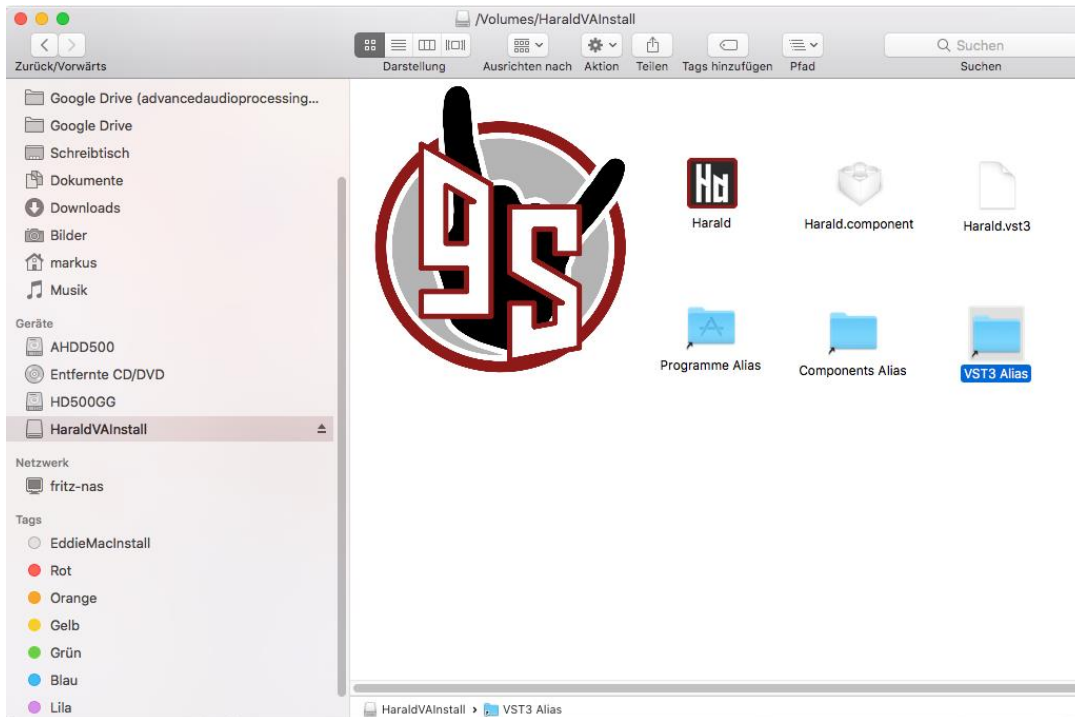 /Volumes/HaraldVAInstall
Zurück/Vorwärts
Darstellung
Ausrichten nach
Aktion
Teilen
Tags hinzufügen
Pfad
Suchen
Suchen
Google Drive (advancedaudioprocessing...
Google Drive
Schreibtisch
Dokumente
Downloads
Bilder
markus
Musik
Geräte
AHDD500
Entfernte CD/DVD
HD500GG
HaraldVAInstall
Netzwerk
fritz-nas
Tags
EddieMacInstall
Rot
Orange
Gelb
Grün
Blau
Lila
gs
Harald
Harald.component
Harald.vst3
Programme Alias
Components Alias
VST3 Alias
HaraldVAInstall › VST3 Alias